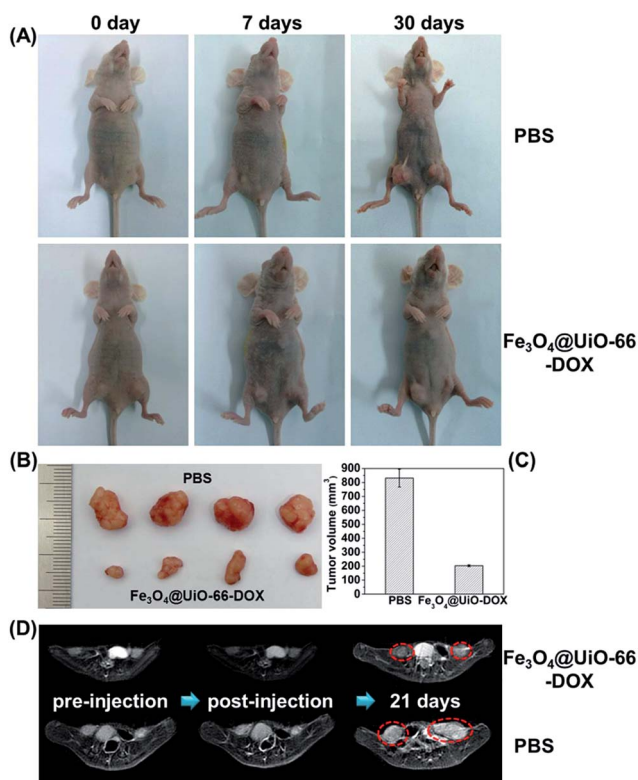 (A)
0 day 7 days 30 days
PBS
Fe₃O₄@UiO-66
-DOX
(B)
PBS
Fe₃O₄@UiO-66-DOX
(C)
Tumor volume (mm³)
900
800
700
600
500
400
300
200
100
0
PBS Fe₃O₄@UiO-DOX
(D)
Fe₃O₄@UiO-66
-DOX
pre-injection post-injection 21 days
PBS